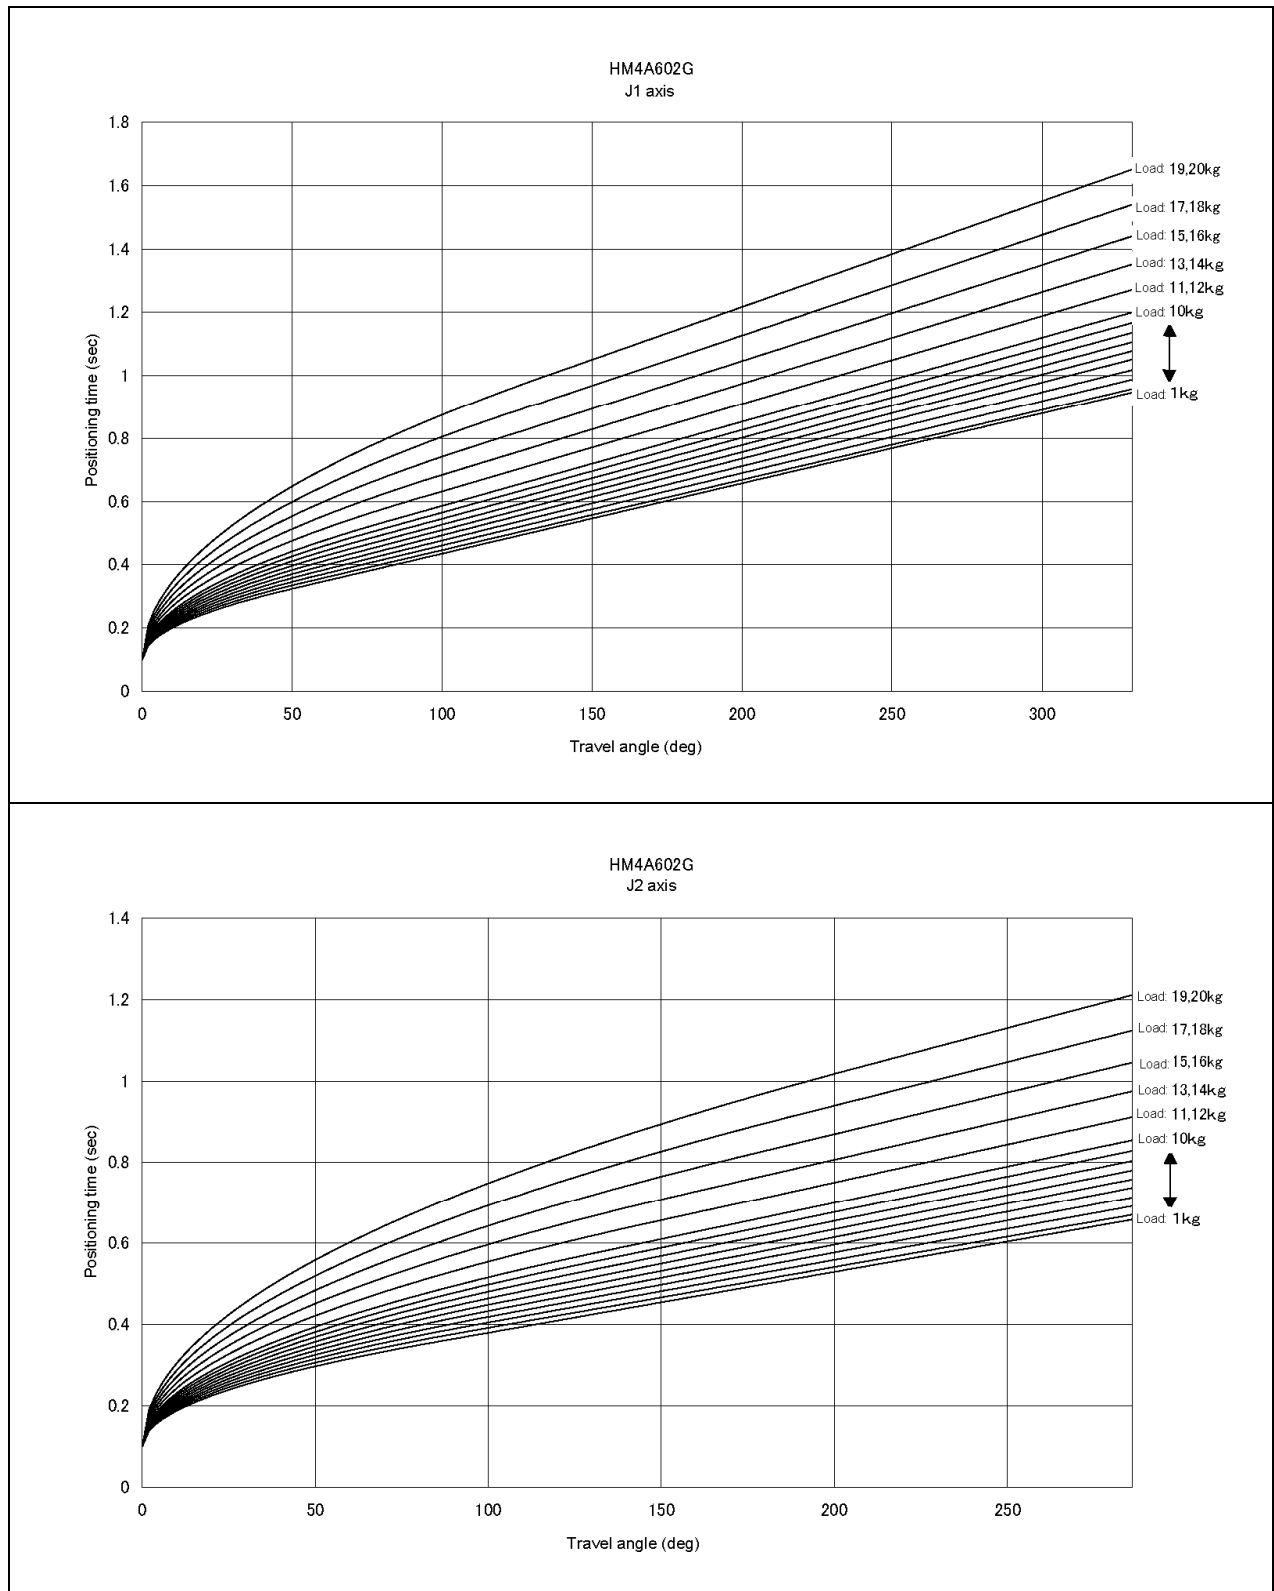 HM4A602G
J1 axis
1.8
1.6
1.4
1.2
1
0.8
0.6
0.4
0.2
0
Positioning time (sec)
Load: 19,20kg
Load: 17,18kg
Load: 15,16kg
Load: 13,14kg
Load: 11,12kg
Load: 10kg
Load: 1kg
0 50 100 150 200 250 300
Travel angle (deg)
HM4A602G
J2 axis
1.4
1.2
1
0.8
0.6
0.4
0.2
0
Positioning time (sec)
Load: 19,20kg
Load: 17,18kg
Load: 15,16kg
Load: 13,14kg
Load: 11,12kg
Load: 10kg
Load: 1kg
0 50 100 150 200 250
Travel angle (deg)